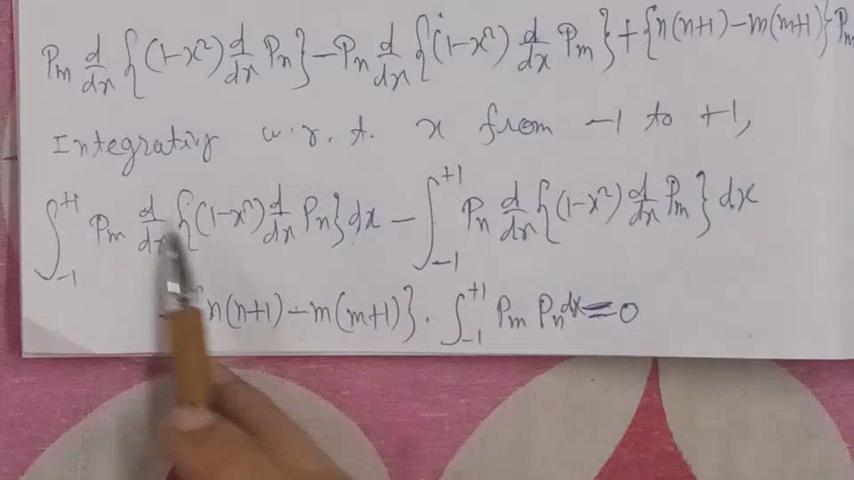 Pₘ d/dx {(1-x²) d/dx Pₙ} - Pₙ d/dx {(1-x²) d/dx Pₘ} + {n(n+1) - m(m+1)} Pₘ
Integrating w.r.t. x from -1 to +1,
∫₋₁⁺¹ Pₘ d/dx {(1-x²) d/dx Pₙ} dx - ∫₋₁⁺¹ Pₙ d/dx {(1-x²) d/dx Pₘ} dx
{n(n+1) - m(m+1)} . ∫₋₁⁺¹ Pₘ Pₙ dx = 0